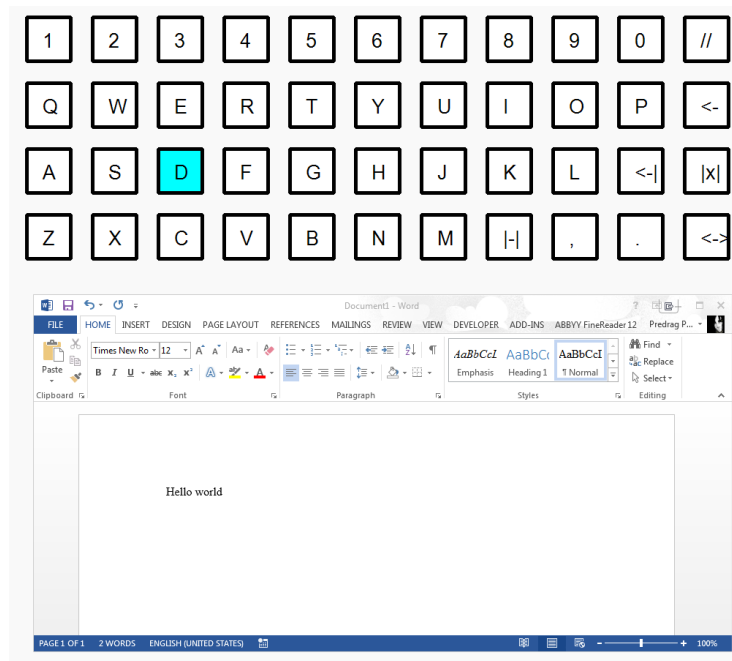 1 2 3 4 5 6 7 8 9 0 //
Q W E R T Y U I O P <-
A S D F G H J K L <-| |x|
Z X C V B N M |-| , . <->
Document1 - Word
FILE HOME INSERT DESIGN PAGE LAYOUT REFERENCES MAILINGS REVIEW VIEW DEVELOPER ADD-INS ABBYY FineReader 12 Predrag P...
Paste
Times New Ro 12
Aa
B I U abc x₂ x² A aby A
AaBbCcI AaBbC AaBbCcI
Emphasis Heading 1 ¶ Normal
Find
Replace
Select
Clipboard Font Paragraph Styles Editing
Hello world
PAGE 1 OF 1 2 WORDS ENGLISH (UNITED STATES) 100%